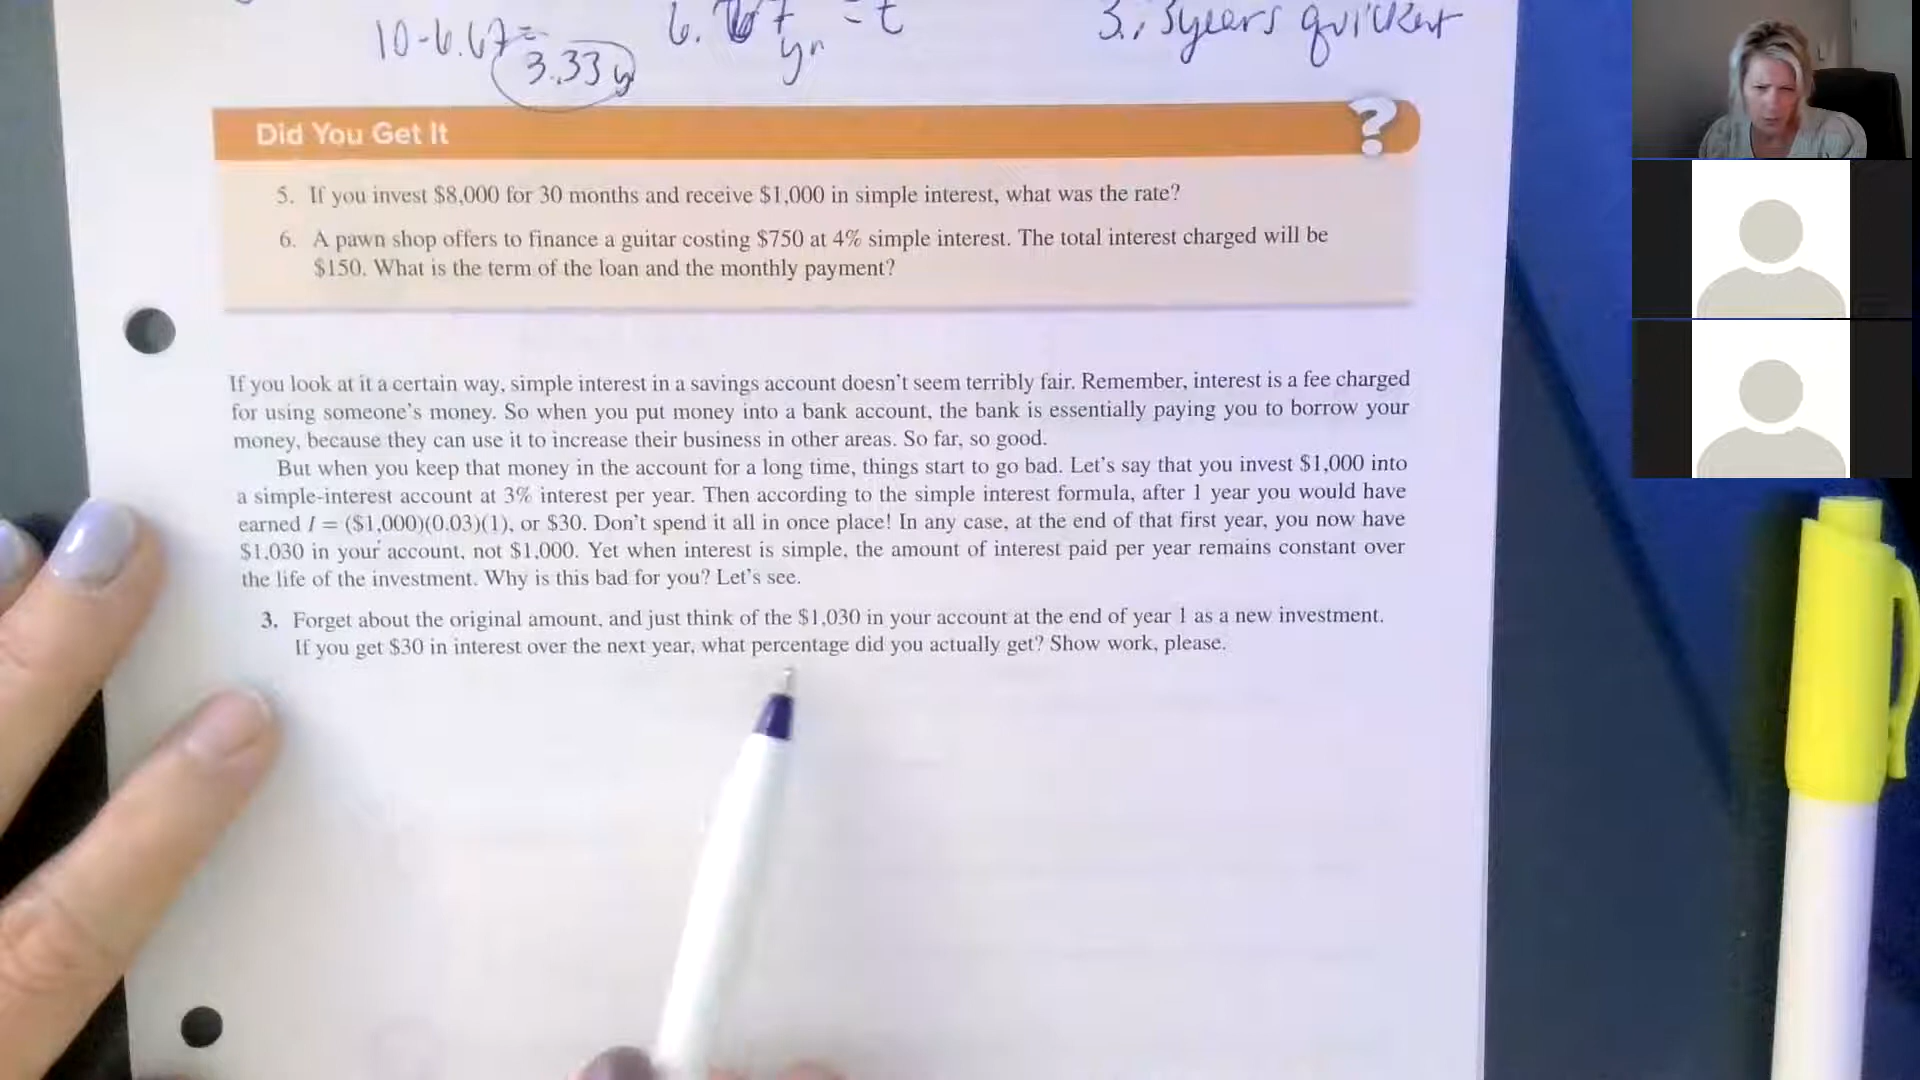 10-6.67=
3.33y
6.67 = t
yr
years quicker
Did You Get It
?
5. If you invest $8,000 for 30 months and receive $1,000 in simple interest, what was the rate?
6. A pawn shop offers to finance a guitar costing $750 at 4% simple interest. The total interest charged will be
$150. What is the term of the loan and the monthly payment?
If you look at it a certain way, simple interest in a savings account doesn't seem terribly fair. Remember, interest is a fee charged
for using someone's money. So when you put money into a bank account, the bank is essentially paying you to borrow your
money, because they can use it to increase their business in other areas. So far, so good.
But when you keep that money in the account for a long time, things start to go bad. Let's say that you invest $1,000 into
a simple-interest account at 3% interest per year. Then according to the simple interest formula, after 1 year you would have
earned I = ($1,000)(0.03)(1), or $30. Don't spend it all in once place! In any case, at the end of that first year, you now have
$1,030 in your account, not $1,000. Yet when interest is simple, the amount of interest paid per year remains constant over
the life of the investment. Why is this bad for you? Let's see.
3. Forget about the original amount, and just think of the $1,030 in your account at the end of year 1 as a new investment.
If you get $30 in interest over the next year, what percentage did you actually get? Show work, please.